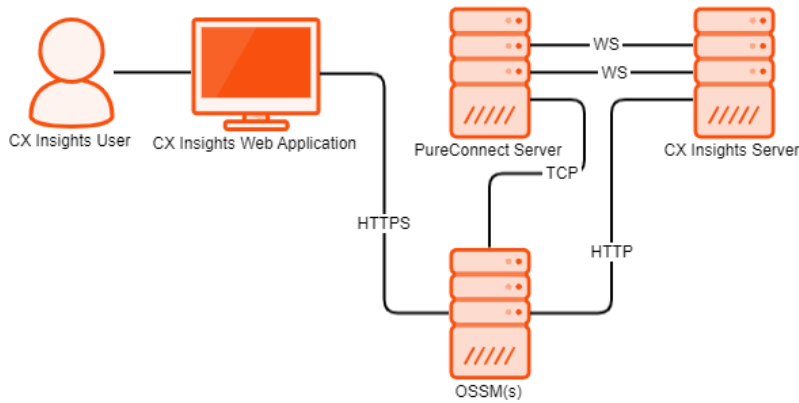 WS
WS
CX Insights User
CX Insights Web Application
PureConnect Server
CX Insights Server
TCP
HTTPS
HTTP
OSSM(s)